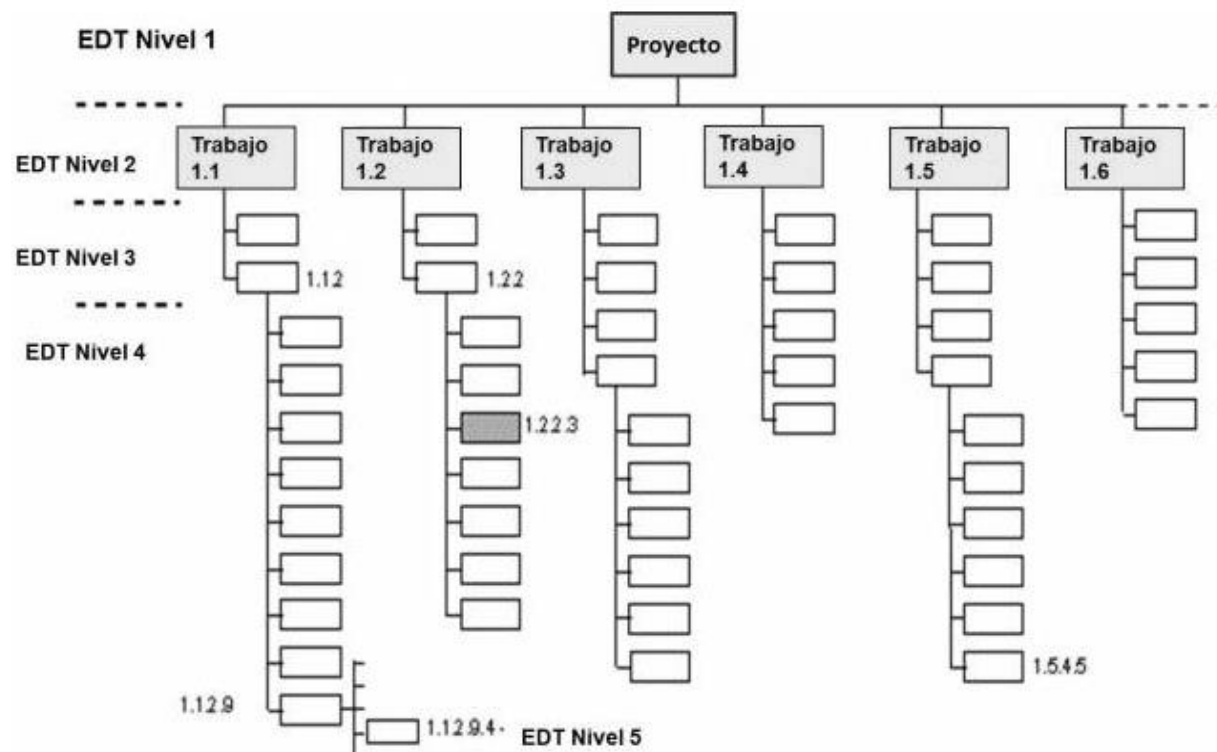 EDT Nivel 1
Proyecto
EDT Nivel 2
Trabajo
1.1
Trabajo
1.2
Trabajo
1.3
Trabajo
1.4
Trabajo
1.5
Trabajo
1.6
EDT Nivel 3
1.1.2
1.2.2
EDT Nivel 4
1.2.2.3
1.5.4.5
1.1.2.9
1.1.2.9.4
EDT Nivel 5